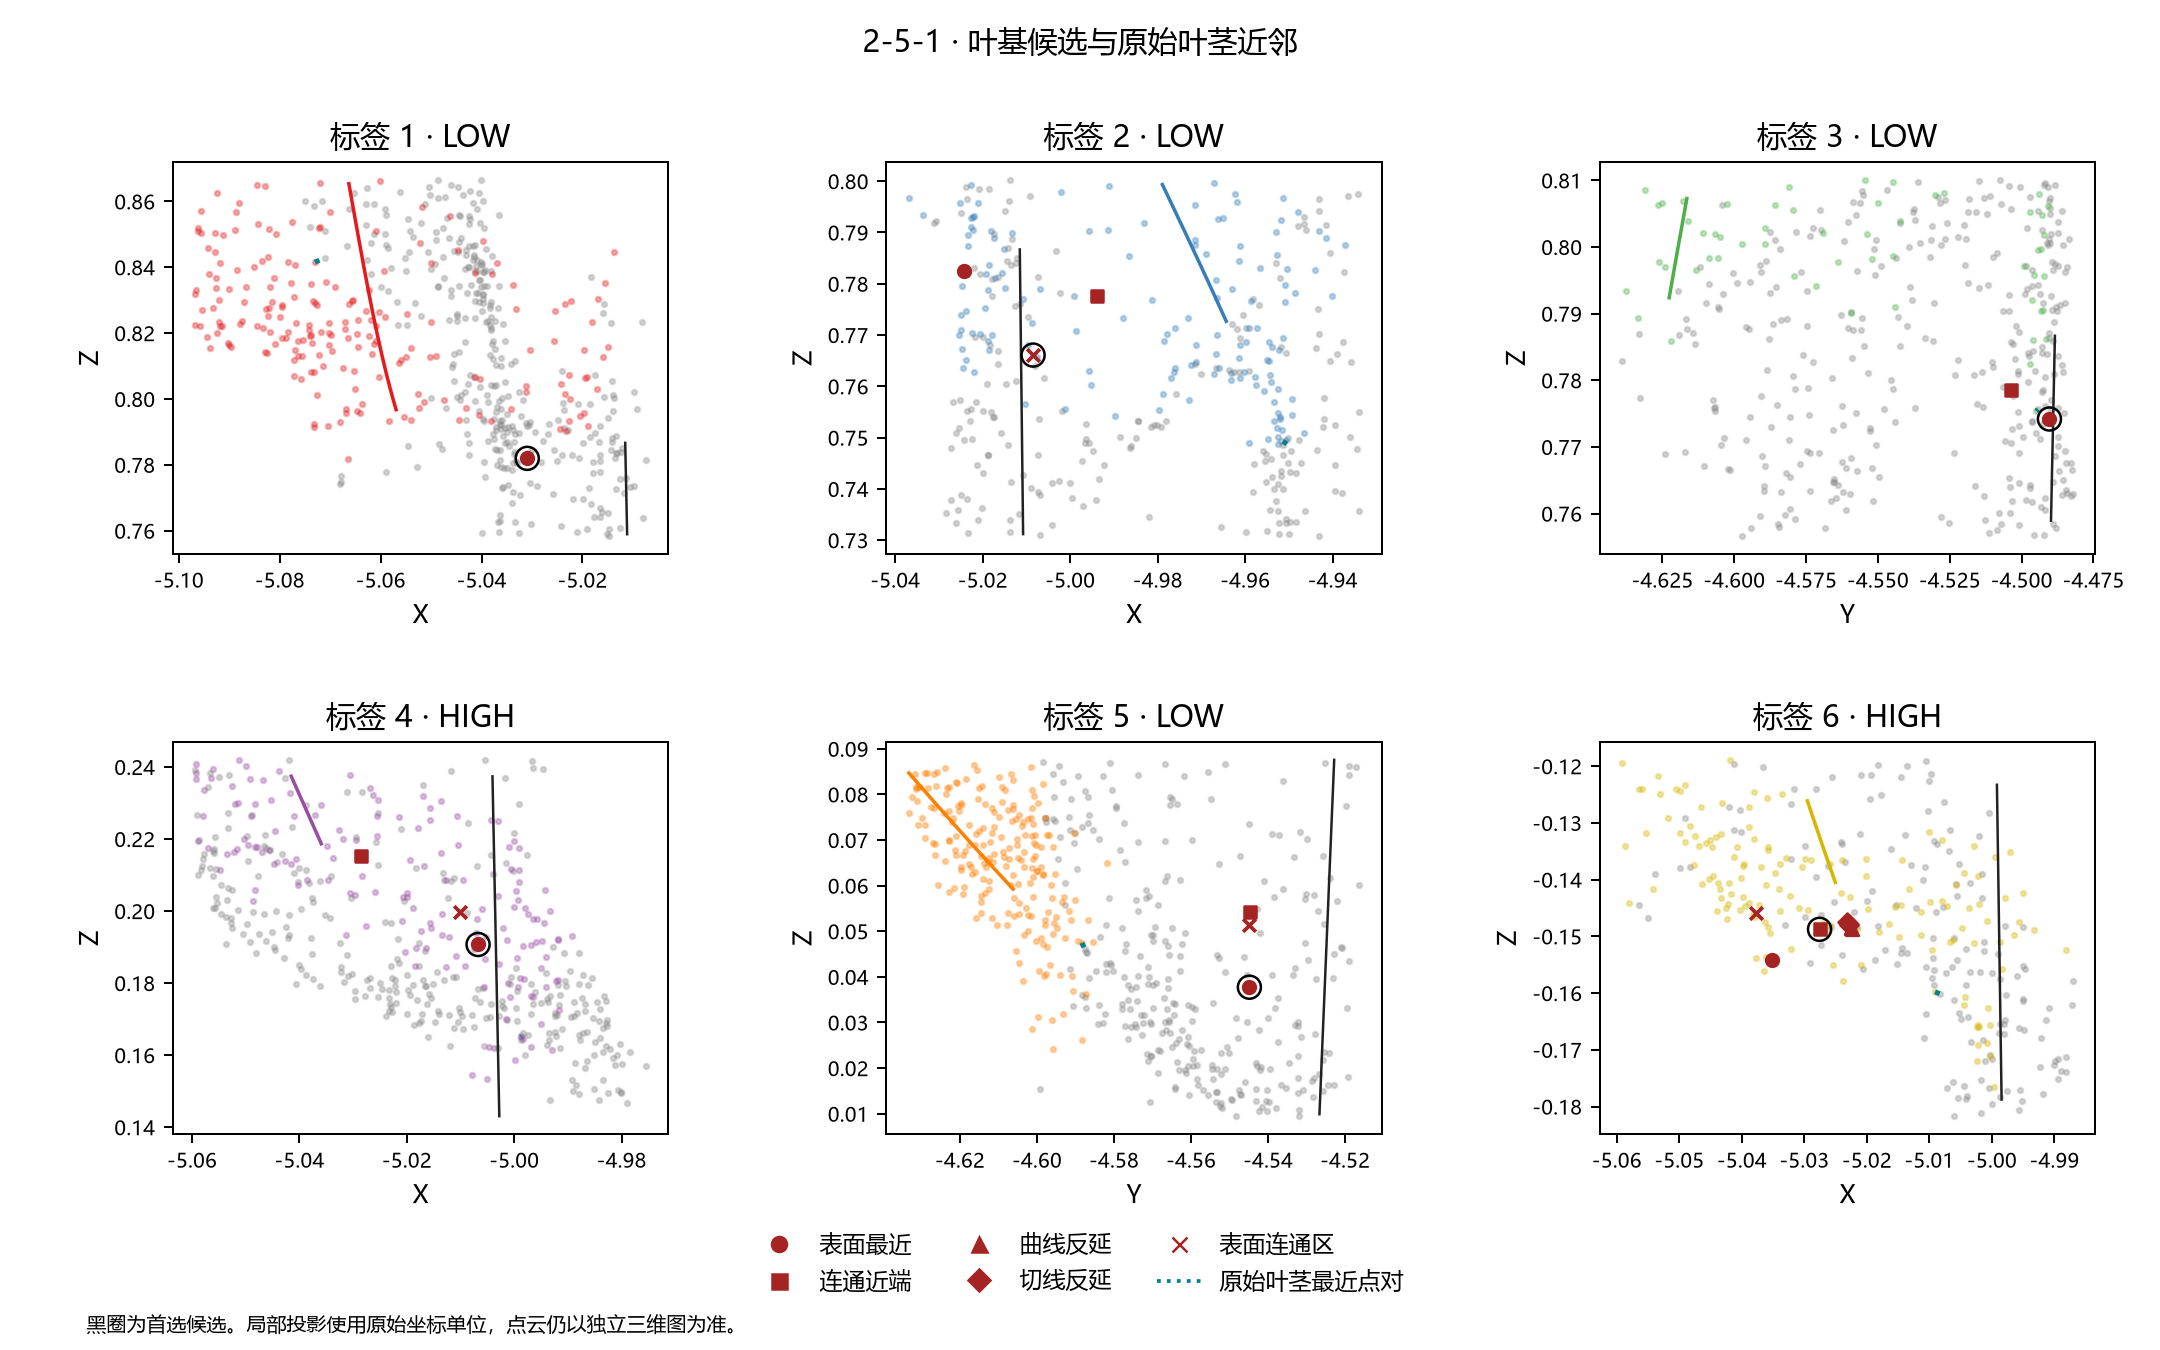 2-5-1 · 叶基候选与原始叶茎近邻
标签 1 · LOW
标签 2 · LOW
标签 3 · LOW
0.86
0.84
0.82
0.80
0.78
0.76
Z
-5.10 -5.08 -5.06 -5.04 -5.02
X
0.80
0.79
0.78
0.77
0.76
0.75
0.74
0.73
Z
-5.04 -5.02 -5.00 -4.98 -4.96 -4.94
X
0.81
0.80
0.79
0.78
0.77
0.76
Z
-4.625 -4.600 -4.575 -4.550 -4.525 -4.500 -4.475
Y
标签 4 · HIGH
标签 5 · LOW
标签 6 · HIGH
0.24
0.22
0.20
0.18
0.16
0.14
Z
-5.06 -5.04 -5.02 -5.00 -4.98
X
0.09
0.08
0.07
0.06
0.05
0.04
0.03
0.02
0.01
Z
-4.62 -4.60 -4.58 -4.56 -4.54 -4.52
Y
-0.12
-0.13
-0.14
-0.15
-0.16
-0.17
-0.18
Z
-5.06 -5.05 -5.04 -5.03 -5.02 -5.01 -5.00 -4.99
X
表面最近 曲线反延 表面连通区
连通近端 切线反延 原始叶茎最近点对
黑圈为首选候选。局部投影使用原始坐标单位，点云仍以独立三维图为准。